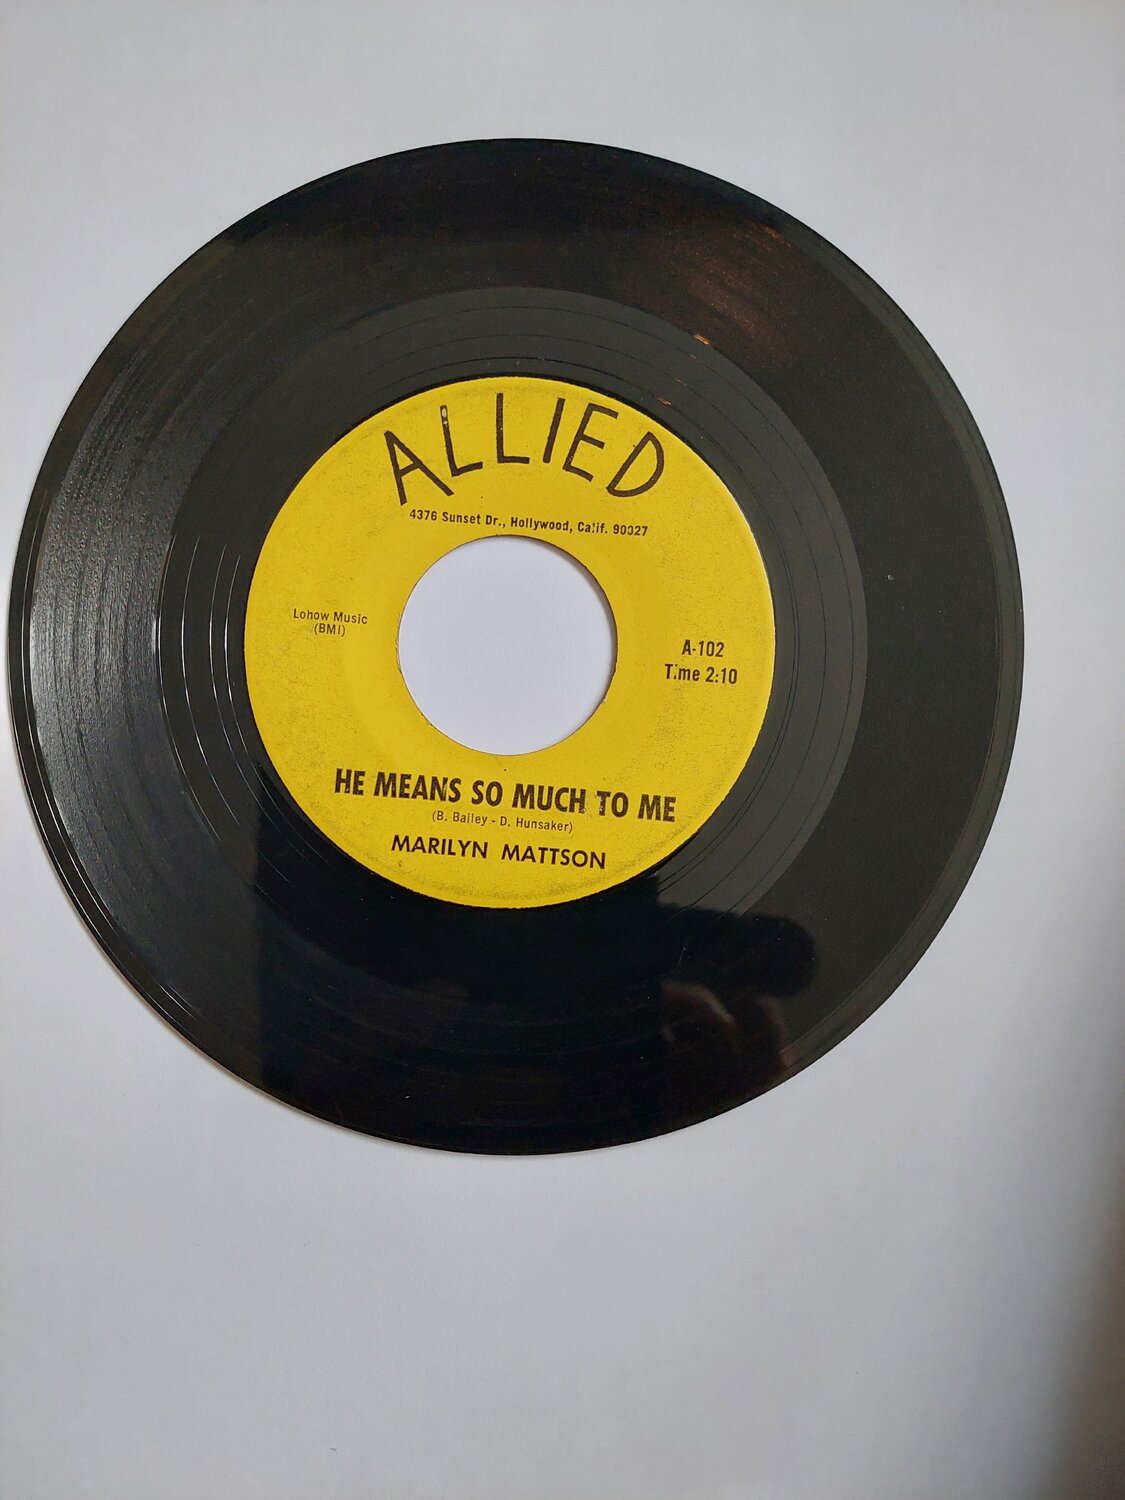 ALLIED
4376 Sunset Dr., Hollywood, Calif. 90027
Lohow Music
(BMI)
A-102
Time 2:10
HE MEANS SO MUCH TO ME
(B. Bailey - D. Hunsaker)
MARILYN MATTSON